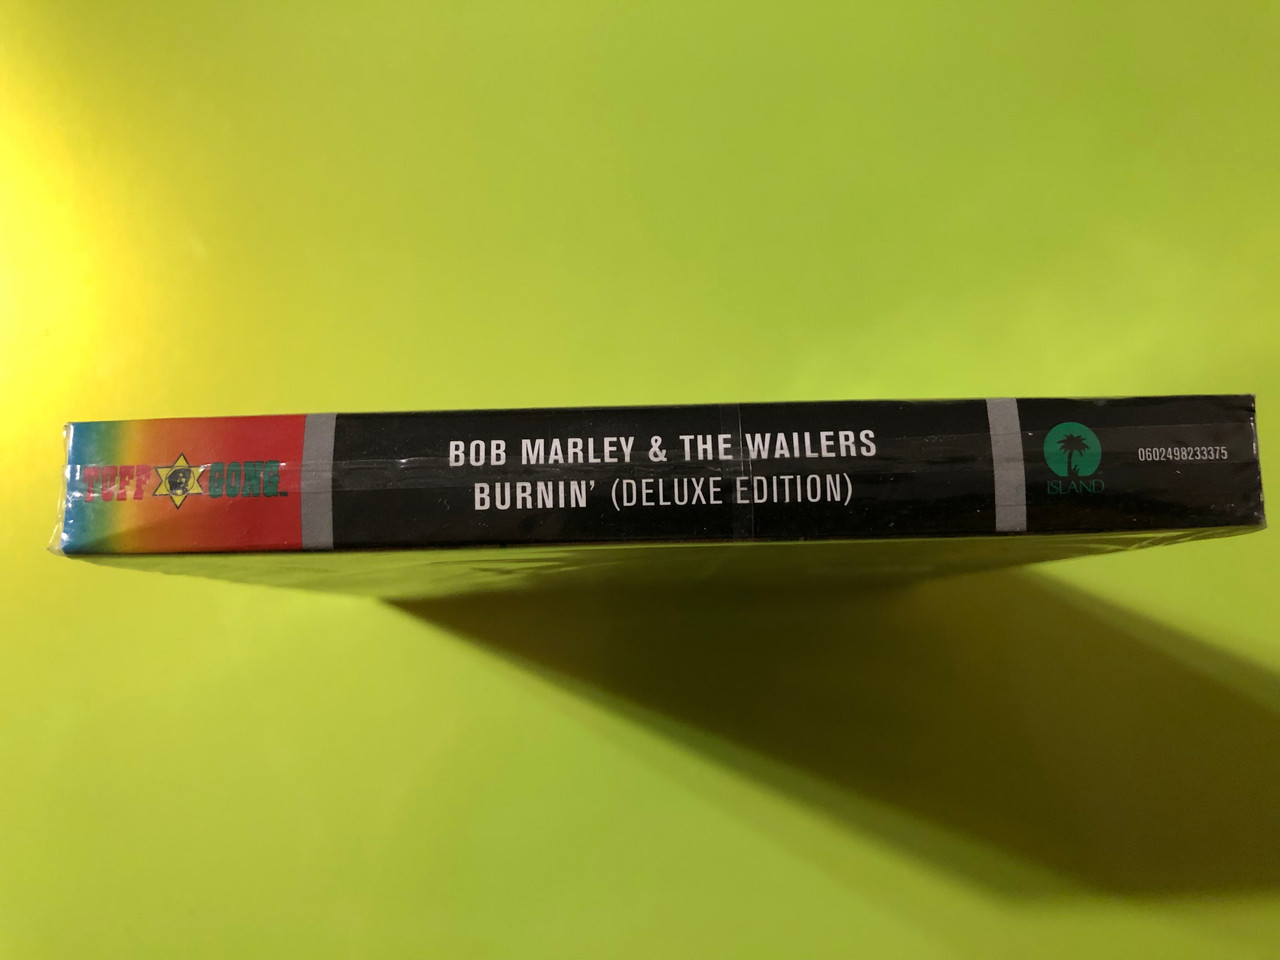 TUFF GONG
BOB MARLEY & THE WAILERS
BURNIN' (DELUXE EDITION)
ISLAND
0602498233375